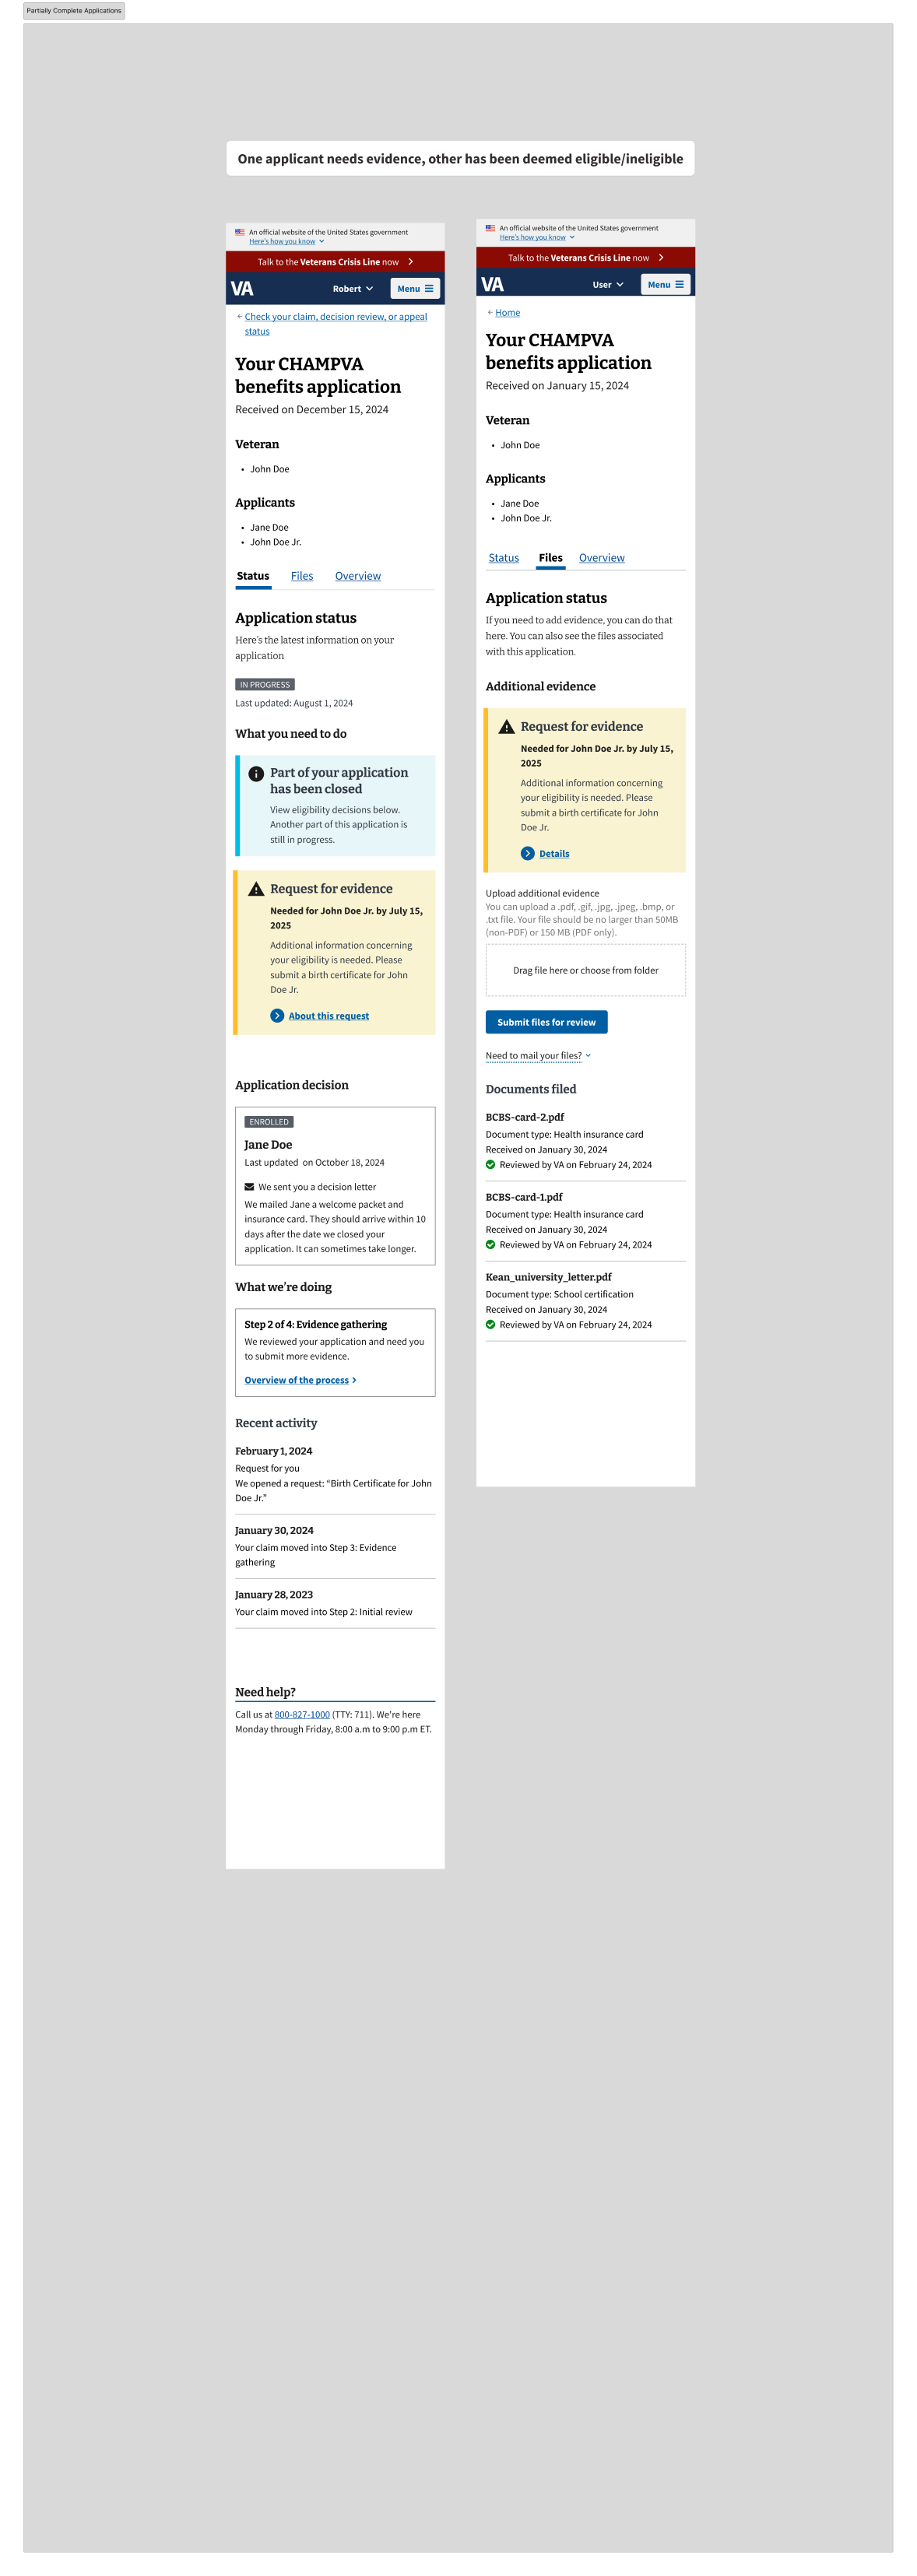 Partially Complete Applications
One applicant needs evidence, other has been deemed eligible/ineligible
An official website of the United States government
Here's how you know
Talk to the Veterans Crisis Line now
VA
Robert
Menu
Check your claim, decision review, or appeal
status
Your CHAMPVA
benefits application
Received on December 15, 2024
Veteran
• John Doe
Applicants
• Jane Doe
• John Doe Jr.
Status
Files
Overview
Application status
Here's the latest information on your
application
IN PROGRESS
Last updated: August 1, 2024
What you need to do
Part of your application
has been closed
View eligibility decisions below.
Another part of this application is
still in progress.
Request for evidence
Needed for John Doe Jr. by July 15,
2025
Additional information concerning
your eligibility is needed. Please
submit a birth certificate for John
Doe Jr.
About this request
Application decision
ENROLLED
Jane Doe
Last updated  on October 18, 2024
We sent you a decision letter
We mailed Jane a welcome packet and
insurance card. They should arrive within 10
days after the date we closed your
application. It can sometimes take longer.
What we're doing
Step 2 of 4: Evidence gathering
We reviewed your application and need you
to submit more evidence.
Overview of the process
Recent activity
February 1, 2024
Request for you
We opened a request: “Birth Certificate for John
Doe Jr.”
January 30, 2024
Your claim moved into Step 3: Evidence
gathering
January 28, 2023
Your claim moved into Step 2: Initial review
Need help?
Call us at 800-827-1000 (TTY: 711). We're here
Monday through Friday, 8:00 a.m to 9:00 p.m ET.
An official website of the United States government
Here's how you know
Talk to the Veterans Crisis Line now
VA
User
Menu
Home
Your CHAMPVA
benefits application
Received on January 15, 2024
Veteran
• John Doe
Applicants
• Jane Doe
• John Doe Jr.
Status
Files
Overview
Application status
If you need to add evidence, you can do that
here. You can also see the files associated
with this application.
Additional evidence
Request for evidence
Needed for John Doe Jr. by July 15,
2025
Additional information concerning
your eligibility is needed. Please
submit a birth certificate for John
Doe Jr.
Details
Upload additional evidence
You can upload a .pdf, .gif, .jpg, .jpeg, .bmp, or
.txt file. Your file should be no larger than 50MB
(non-PDF) or 150 MB (PDF only).
Drag file here or choose from folder
Submit files for review
Need to mail your files?
Documents filed
BCBS-card-2.pdf
Document type: Health insurance card
Received on January 30, 2024
Reviewed by VA on February 24, 2024
BCBS-card-1.pdf
Document type: Health insurance card
Received on January 30, 2024
Reviewed by VA on February 24, 2024
Kean_university_letter.pdf
Document type: School certification
Received on January 30, 2024
Reviewed by VA on February 24, 2024